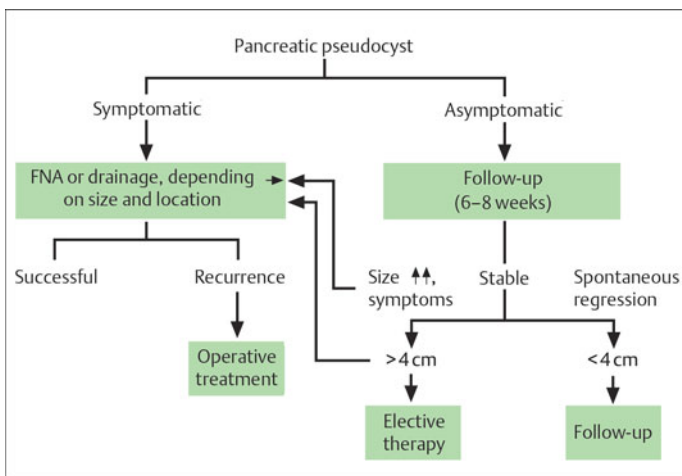 Pancreatic pseudocyst
Symptomatic
Asymptomatic
FNA or drainage, depending
on size and location
Follow-up
(6–8 weeks)
Successful
Recurrence
Size ↑↑,
symptoms
Stable
Spontaneous
regression
Operative
treatment
>4 cm
<4 cm
Elective
therapy
Follow-up